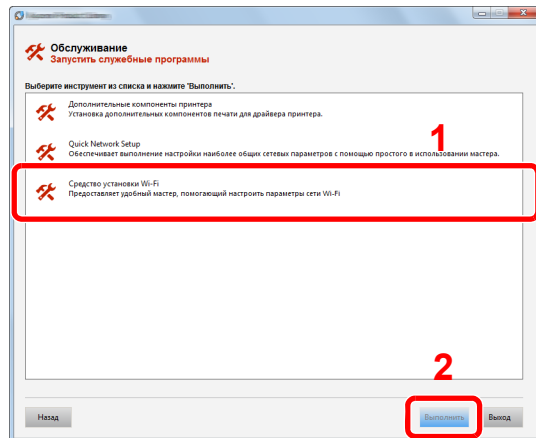 Обслуживание
Запустить служебные программы
Выберите инструмент из списка и нажмите 'Выполнить'.
Дополнительные компоненты принтера
Установка дополнительных компонентов печати для драйвера принтера.
1
Quick Network Setup
Обеспечивает выполнение настройки наиболее общих сетевых параметров с помощью простого в использовании мастера.
Средство установки Wi-Fi
Предоставляет удобный мастер, помогающий настроить параметры сети Wi-Fi
2
Назад
Выполнить
Выход